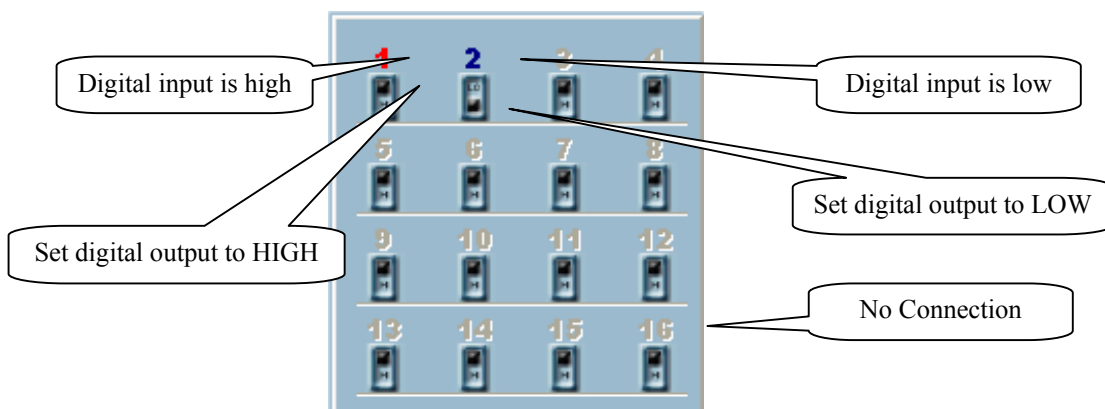 1 2 3 4
Digital input is high
Digital input is low
H LO H H
5 6 7 8
H H H H
Set digital output to LOW
Set digital output to HIGH
9 10 11 12
H H H H
No Connection
13 14 15 16
H H H H